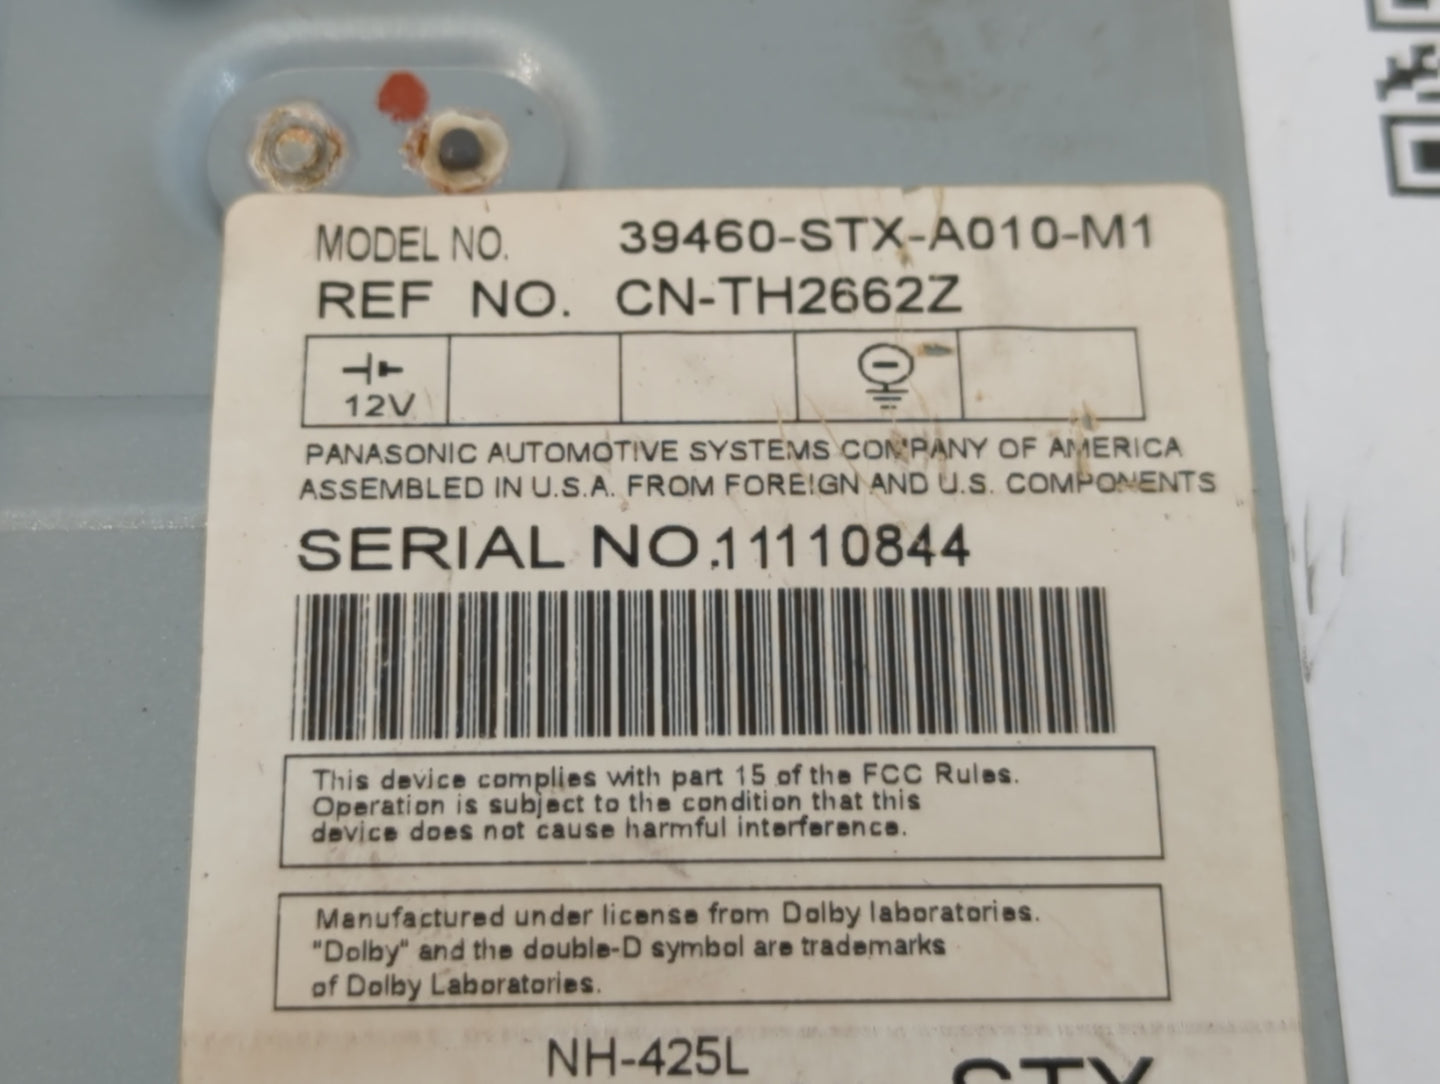 MODEL NO. 39460-STX-A010-M1
REF NO. CN-TH2662Z
12V
PANASONIC AUTOMOTIVE SYSTEMS COMPANY OF AMERICA
ASSEMBLED IN U.S.A. FROM FOREIGN AND U.S. COMPONENTS
SERIAL NO.11110844
This device complies with part 15 of the FCC Rules.
Operation is subject to the condition that this
device does not cause harmful interference.
Manufactured under license from Dolby laboratories.
"Dolby" and the double-D symbol are trademarks
of Dolby Laboratories.
NH-425L STX